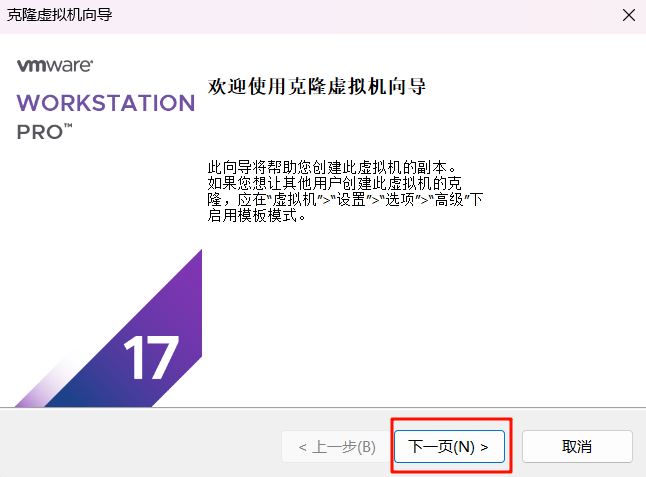 克隆虚拟机向导
vmware
WORKSTATION
PRO™
17
欢迎使用克隆虚拟机向导
此向导将帮助您创建此虚拟机的副本。
如果您想让其他用户创建此虚拟机的克
隆，应在“虚拟机”>“设置”>“选项”>“高级”下
启用模板模式。
< 上一步(B)
下一页(N) >
取消